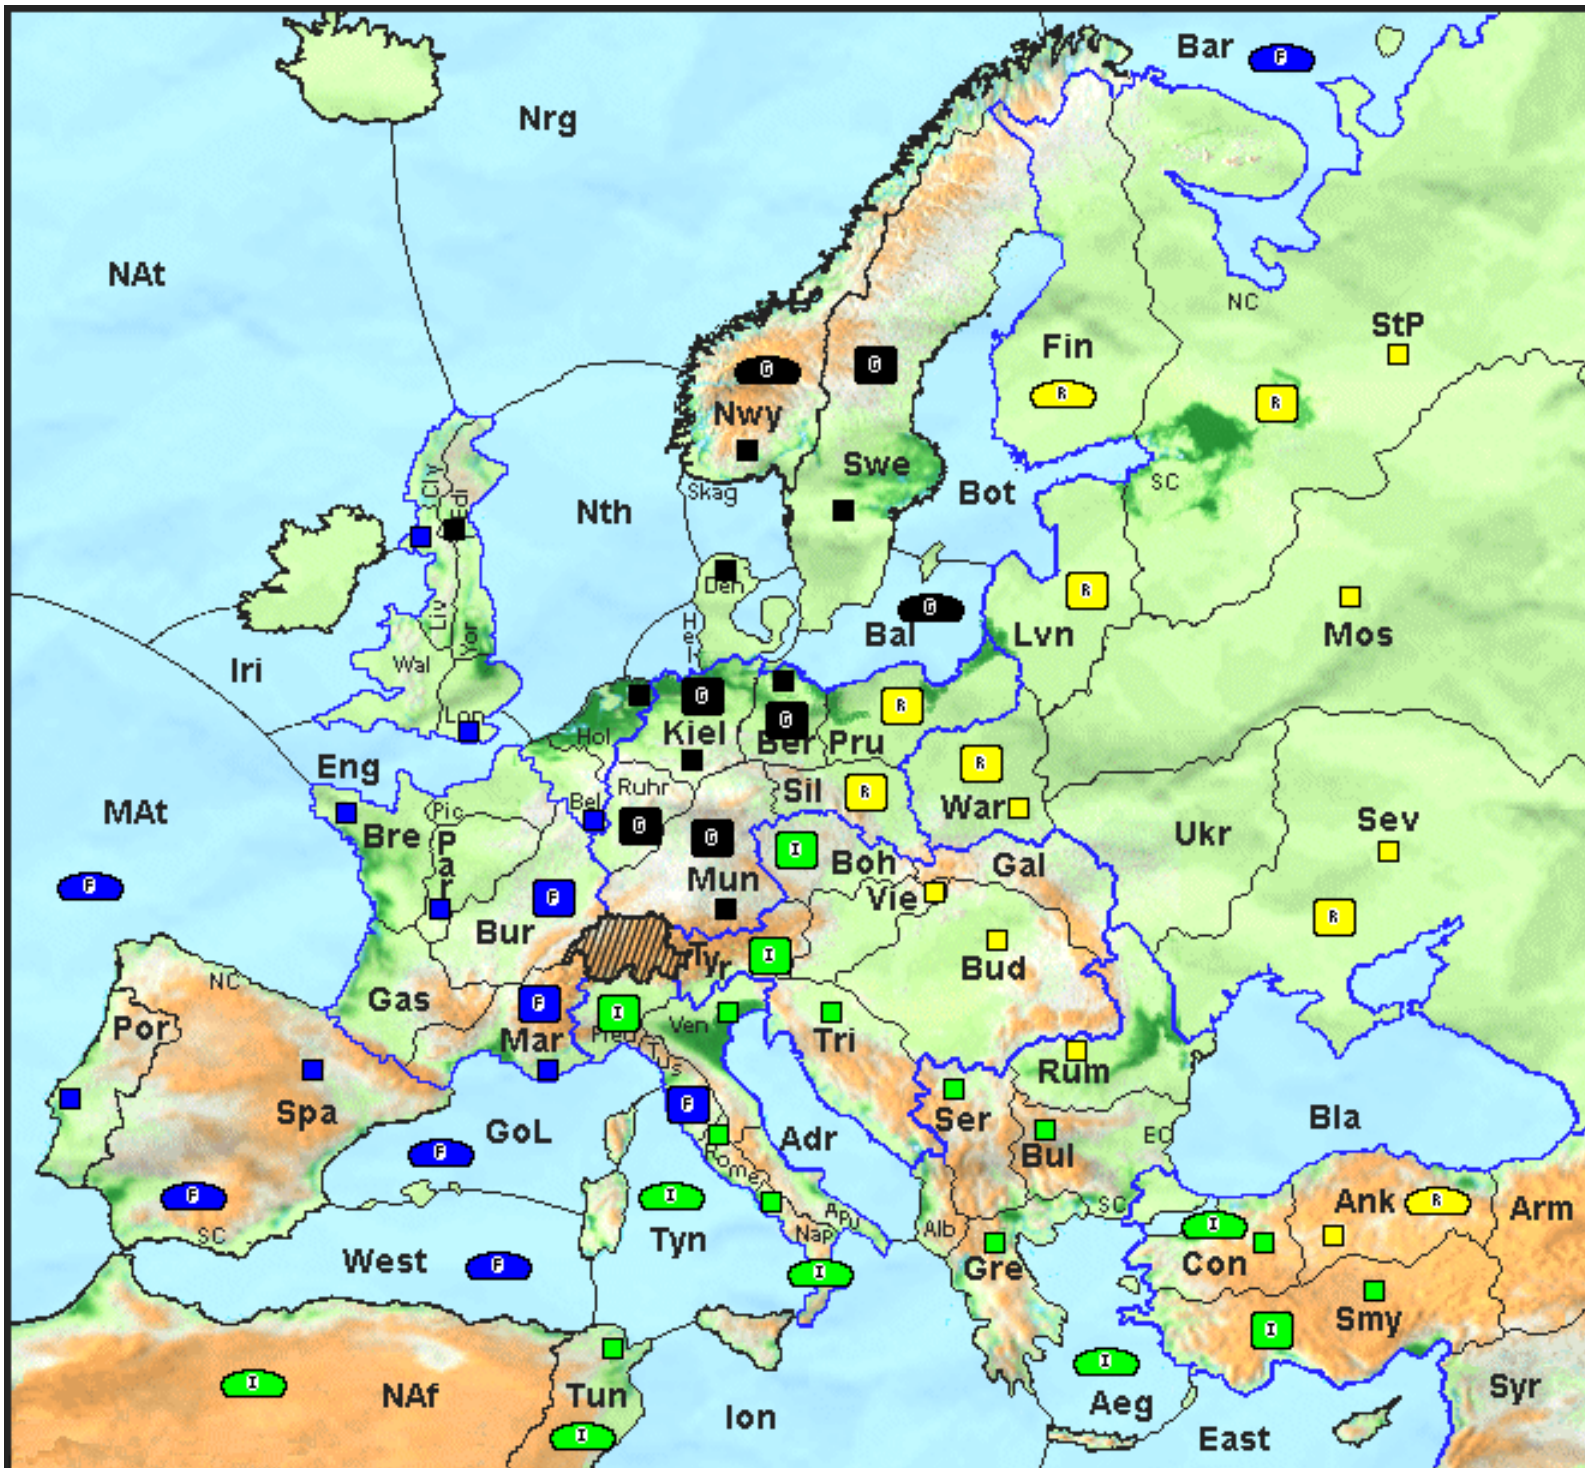 Bar
F
Nrg
NAt
NC
StP
Fin
R
R
G
G
Nwy
Swe
Skag
Bot
SC
Cly
Edi
Nth
Den
Hel
G
Bal
R
Lvn
Mos
Liv
Yor
Wal
Iri
Lon
Eng
Hol
G
Kiel
G
Ber
R
Pru
R
War
Ruhr
Sil
R
Bel
Pic
MAt
Bre
Par
G
G
I
Boh
Gal
Ukr
Sev
F
F
Mun
Vie
R
Bur
I
Tyr
Bud
NC
Gas
F
Mar
I
Pied
Ven
Tri
Por
Tus
Rum
Spa
F
Ser
GoL
F
Adr
Bul
EC
Bla
Rome
F
SC
I
Tyn
Apu
Nap
Alb
SC
I
Con
Ank
R
Arm
West
F
I
Gre
Smy
I
I
NAf
Tun
I
Ion
I
Aeg
East
Syr